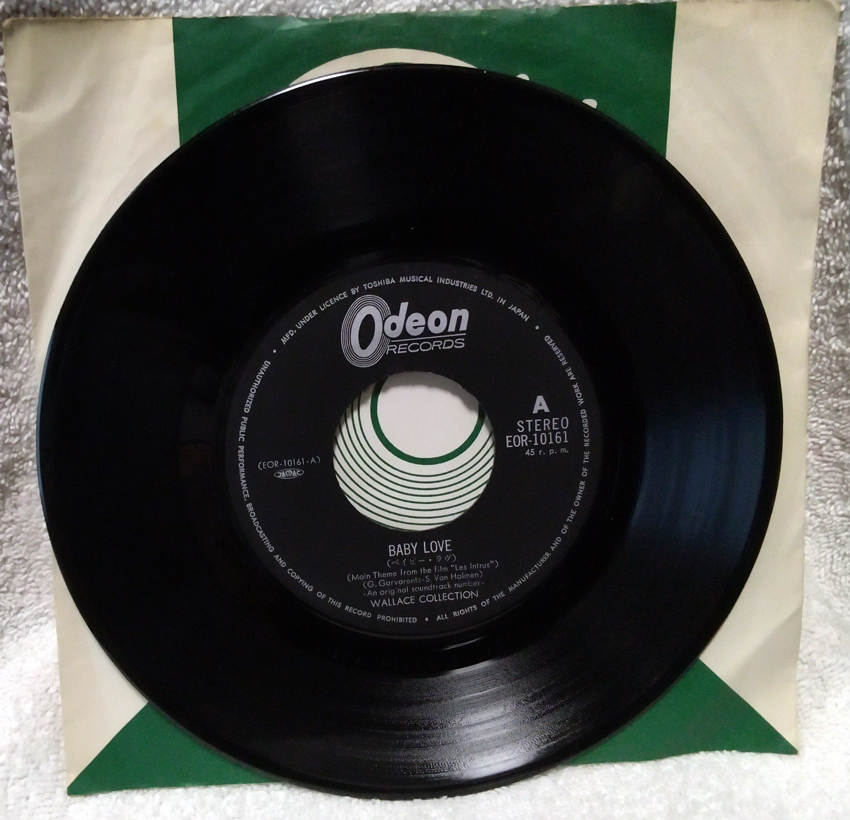 • MFD. UNDER LICENCE BY TOSHIBA MUSICAL INDUSTRIES LTD. IN JAPAN •
Odeon
RECORDS
A
STEREO
EOR-10161
45 r. p. m.
(EOR-10161-A)
JASRAC
BABY LOVE
(ベイビー・ラヴ)
(Main Theme from the film "Les Intrus")
(G. Garvarents-S. Van Holmen)
-An original soundtrack number-
WALLACE COLLECTION
UNAUTHORIZED PUBLIC PERFORMANCE, BROADCASTING AND COPYING OF THIS RECORD PROHIBITED • ALL RIGHTS OF THE MANUFACTURER AND OF THE OWNER OF THE RECORDED WORK ARE RESERVED